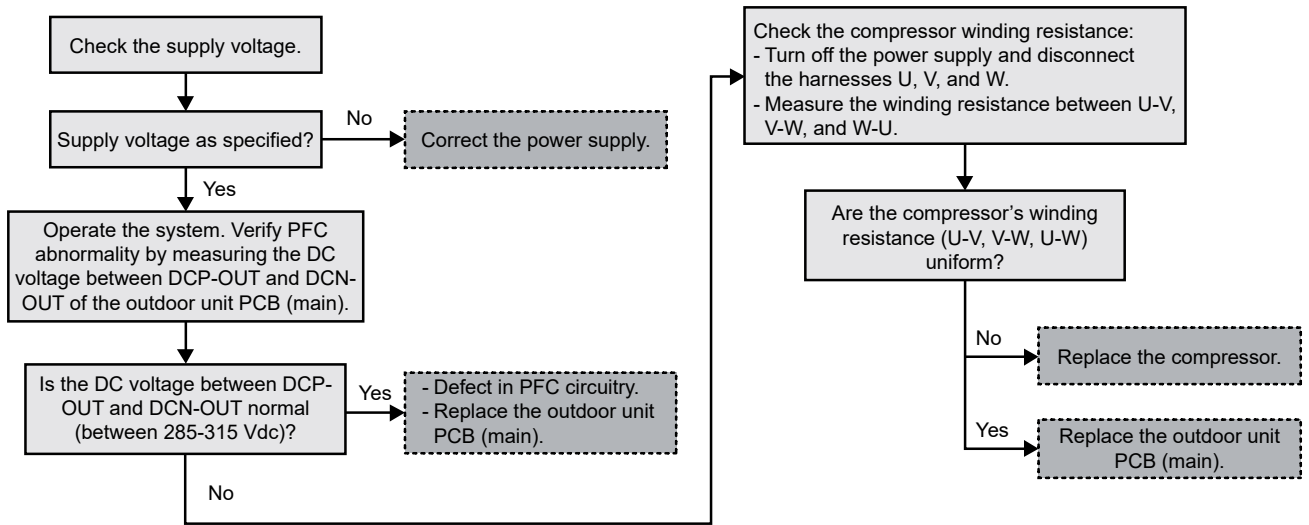 Check the supply voltage.
Supply voltage as specified?
No
Correct the power supply.
Yes
Operate the system. Verify PFC
abnormality by measuring the DC
voltage between DCP-OUT and DCN-
OUT of the outdoor unit PCB (main).
Is the DC voltage between DCP-
OUT and DCN-OUT normal
(between 285-315 Vdc)?
Yes
- Defect in PFC circuitry.
- Replace the outdoor unit
PCB (main).
No
Check the compressor winding resistance:
- Turn off the power supply and disconnect
the harnesses U, V, and W.
- Measure the winding resistance between U-V,
V-W, and W-U.
Are the compressor’s winding
resistance (U-V, V-W, U-W)
uniform?
No
Replace the compressor.
Yes
Replace the outdoor unit
PCB (main).